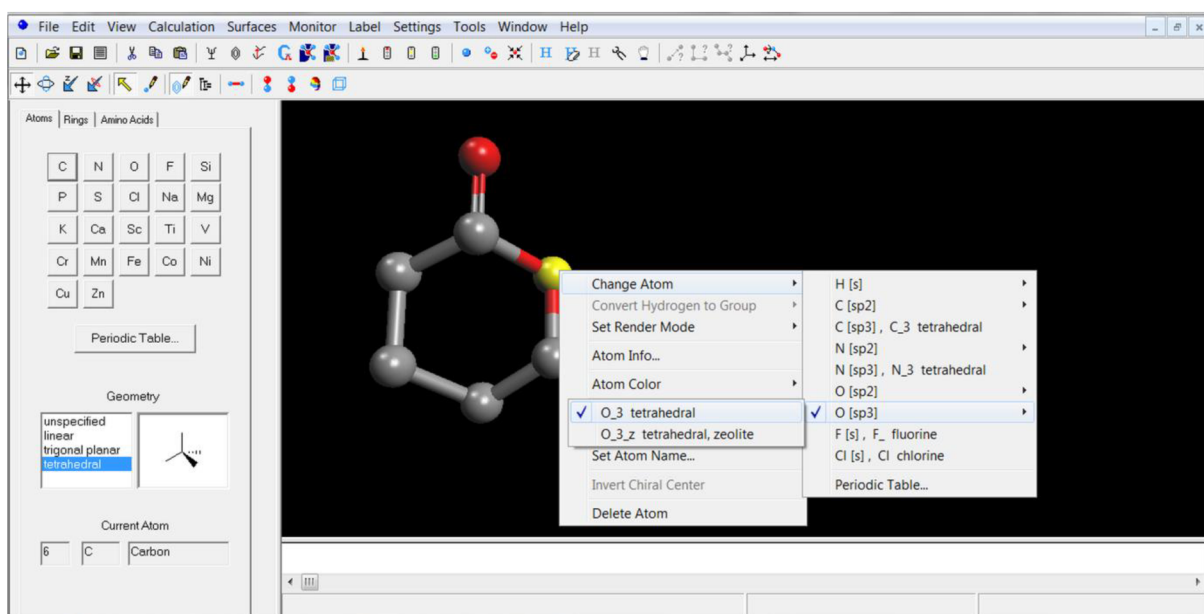 File Edit View Calculation Surfaces Monitor Label Settings Tools Window Help
Atoms Rings Amino Acids
C N O F Si
P S Cl Na Mg
K Ca Sc Ti V
Cr Mn Fe Co Ni
Cu Zn
Periodic Table...
Geometry
unspecified
linear
trigonal planar
tetrahedral
Current Atom
6 C Carbon
Change Atom
Convert Hydrogen to Group
Set Render Mode
Atom Info...
Atom Color
O_3 tetrahedral
O_3_z tetrahedral, zeolite
Set Atom Name...
Invert Chiral Center
Delete Atom
H [s]
C [sp2]
C [sp3] , C_3 tetrahedral
N [sp2]
N [sp3] , N_3 tetrahedral
O [sp2]
O [sp3]
F [s] , F_ fluorine
Cl [s] , Cl chlorine
Periodic Table...